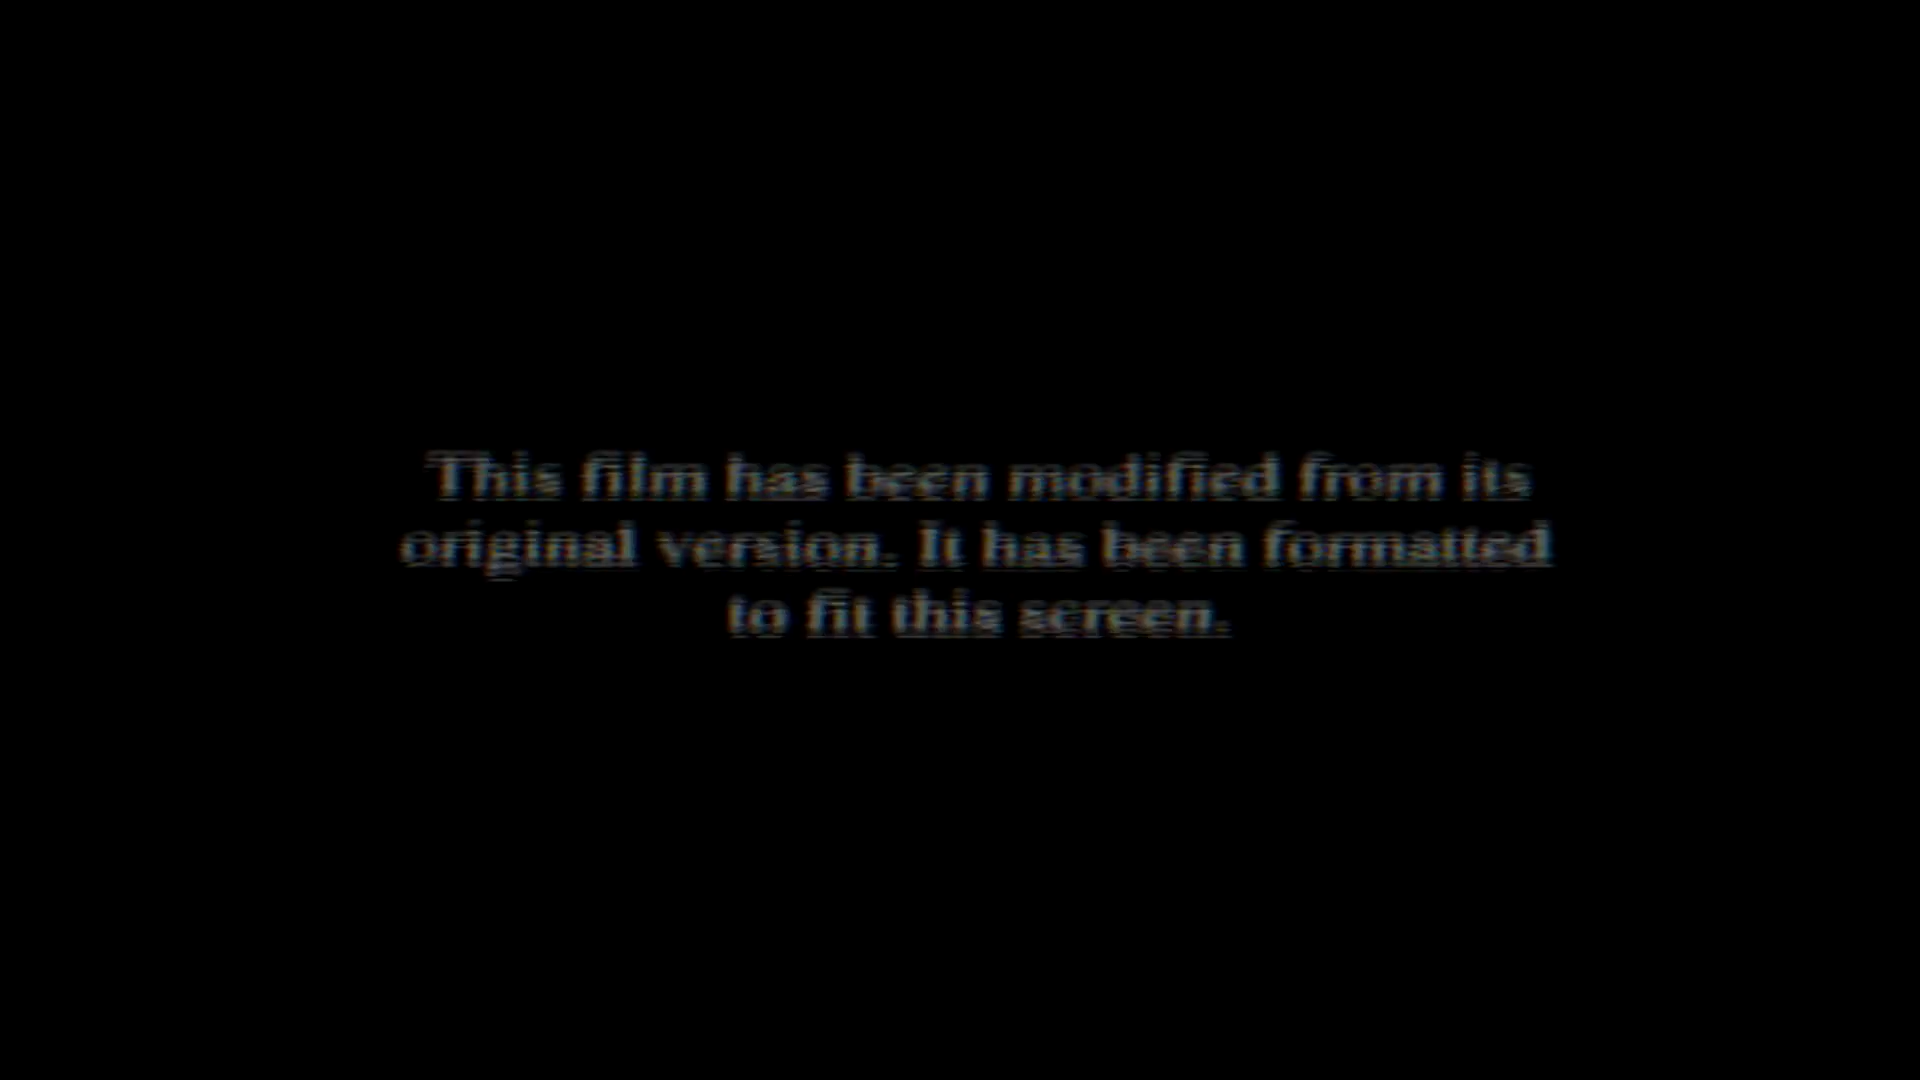 This film has been modified from its
original version. It has been formatted
to fit this screen.